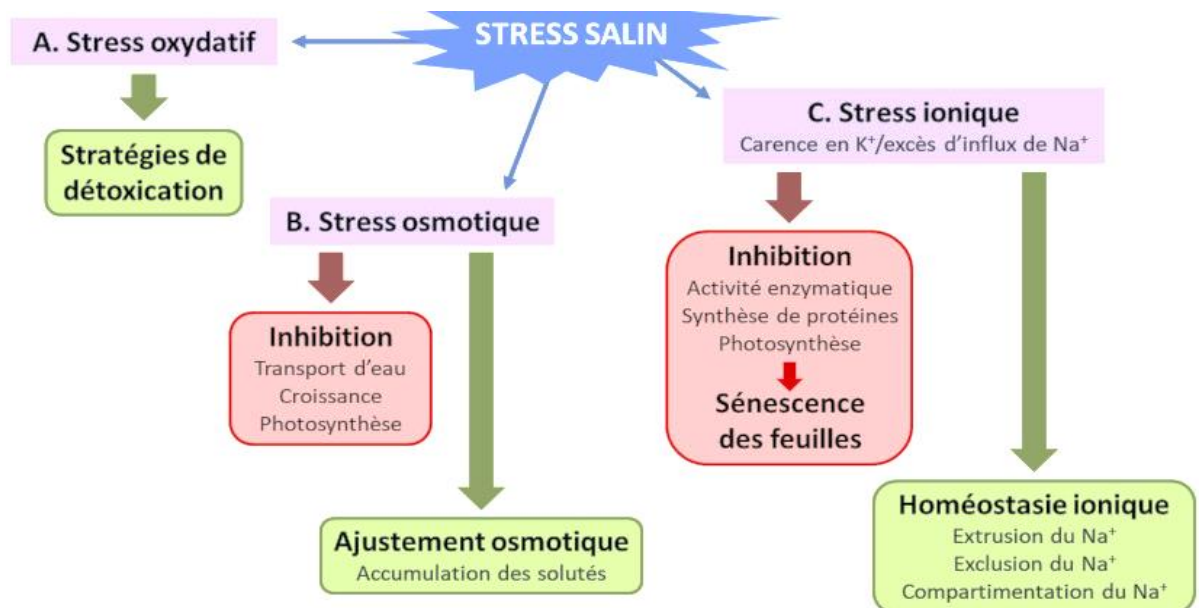 STRESS SALIN
A. Stress oxydatif
Stratégies de
détoxication
B. Stress osmotique
Inhibition
Transport d'eau
Croissance
Photosynthèse
Ajustement osmotique
Accumulation des solutés
C. Stress ionique
Carence en K⁺/excès d'influx de Na⁺
Inhibition
Activité enzymatique
Synthèse de protéines
Photosynthèse
Sénescence
des feuilles
Homéostasie ionique
Extrusion du Na⁺
Exclusion du Na⁺
Compartimentation du Na⁺